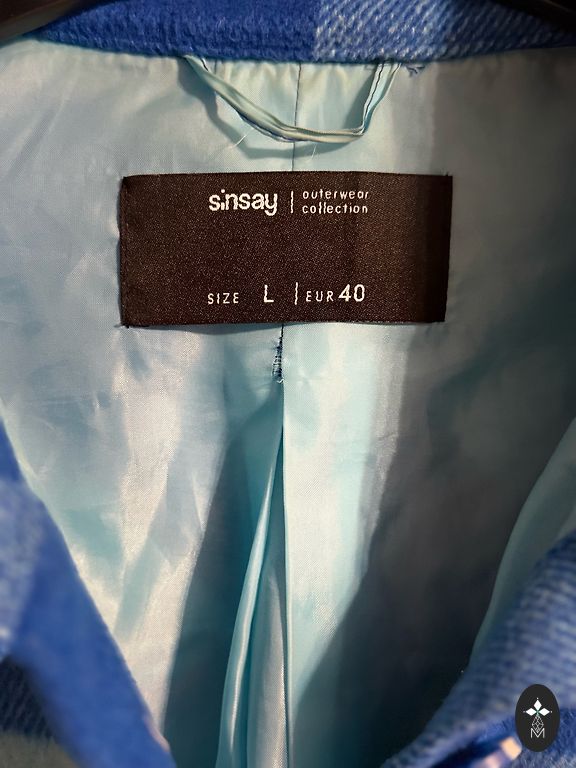 sinsay | outerwear
collection
SIZE L | EUR 40
M